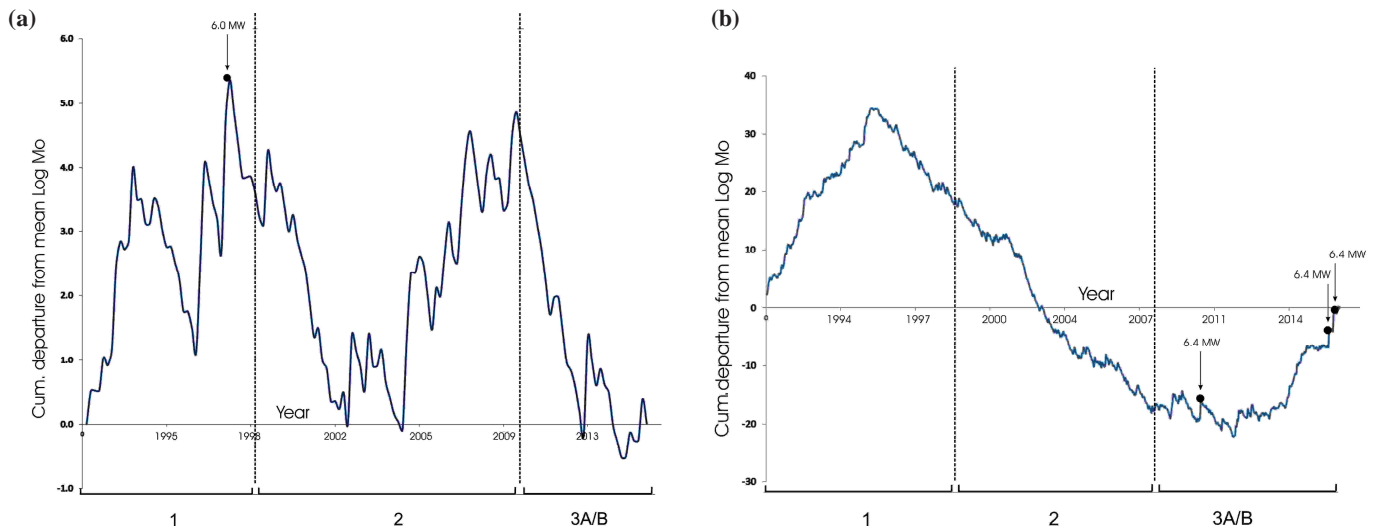 (a)
6.0 MW
6.0
5.0
4.0
3.0
2.0
1.0
0.0
-1.0
Cum. departure from mean Log Mo
Year
0 1995 1998 2002 2005 2009 2013
1 2 3A/B
(b)
40
30
20
10
0
-10
-20
-30
Cum.departure from mean Log Mo
Year
0 1994 1997 2000 2004 2007 2011 2014
6.4 MW
6.4 MW
6.4 MW
1 2 3A/B